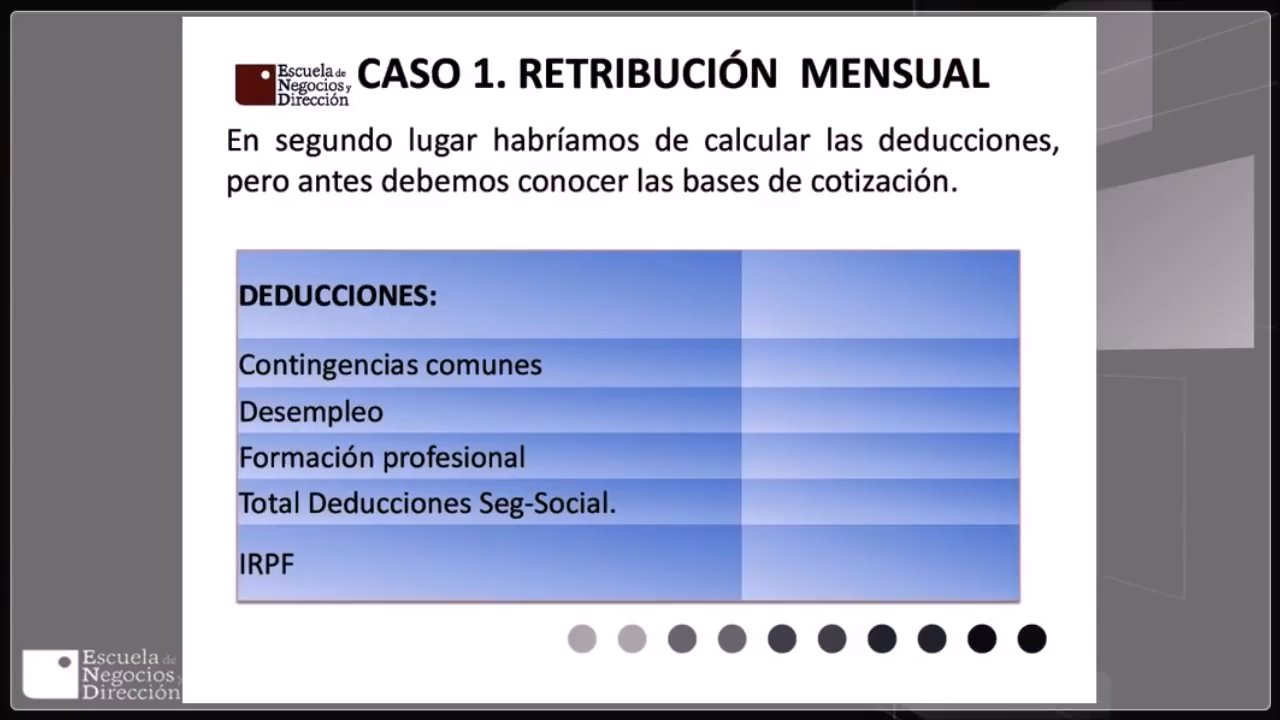 Escuela de
Negocios y
Dirección
CASO 1. RETRIBUCIÓN MENSUAL
En segundo lugar habríamos de calcular las deducciones,
pero antes debemos conocer las bases de cotización.
DEDUCCIONES:
Contingencias comunes
Desempleo
Formación profesional
Total Deducciones Seg-Social.
IRPF
Escuela de
Negocios y
Dirección